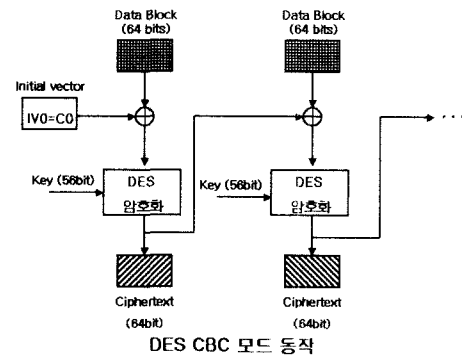 Data Block
(64 bits)
Data Block
(64 bits)
Initial vector
IV0=C0
Key (56bit)
DES
암호화
Key (56bit)
DES
암호화
...
Ciphertext
(64bit)
Ciphertext
(64bit)
DES CBC 모드 동작